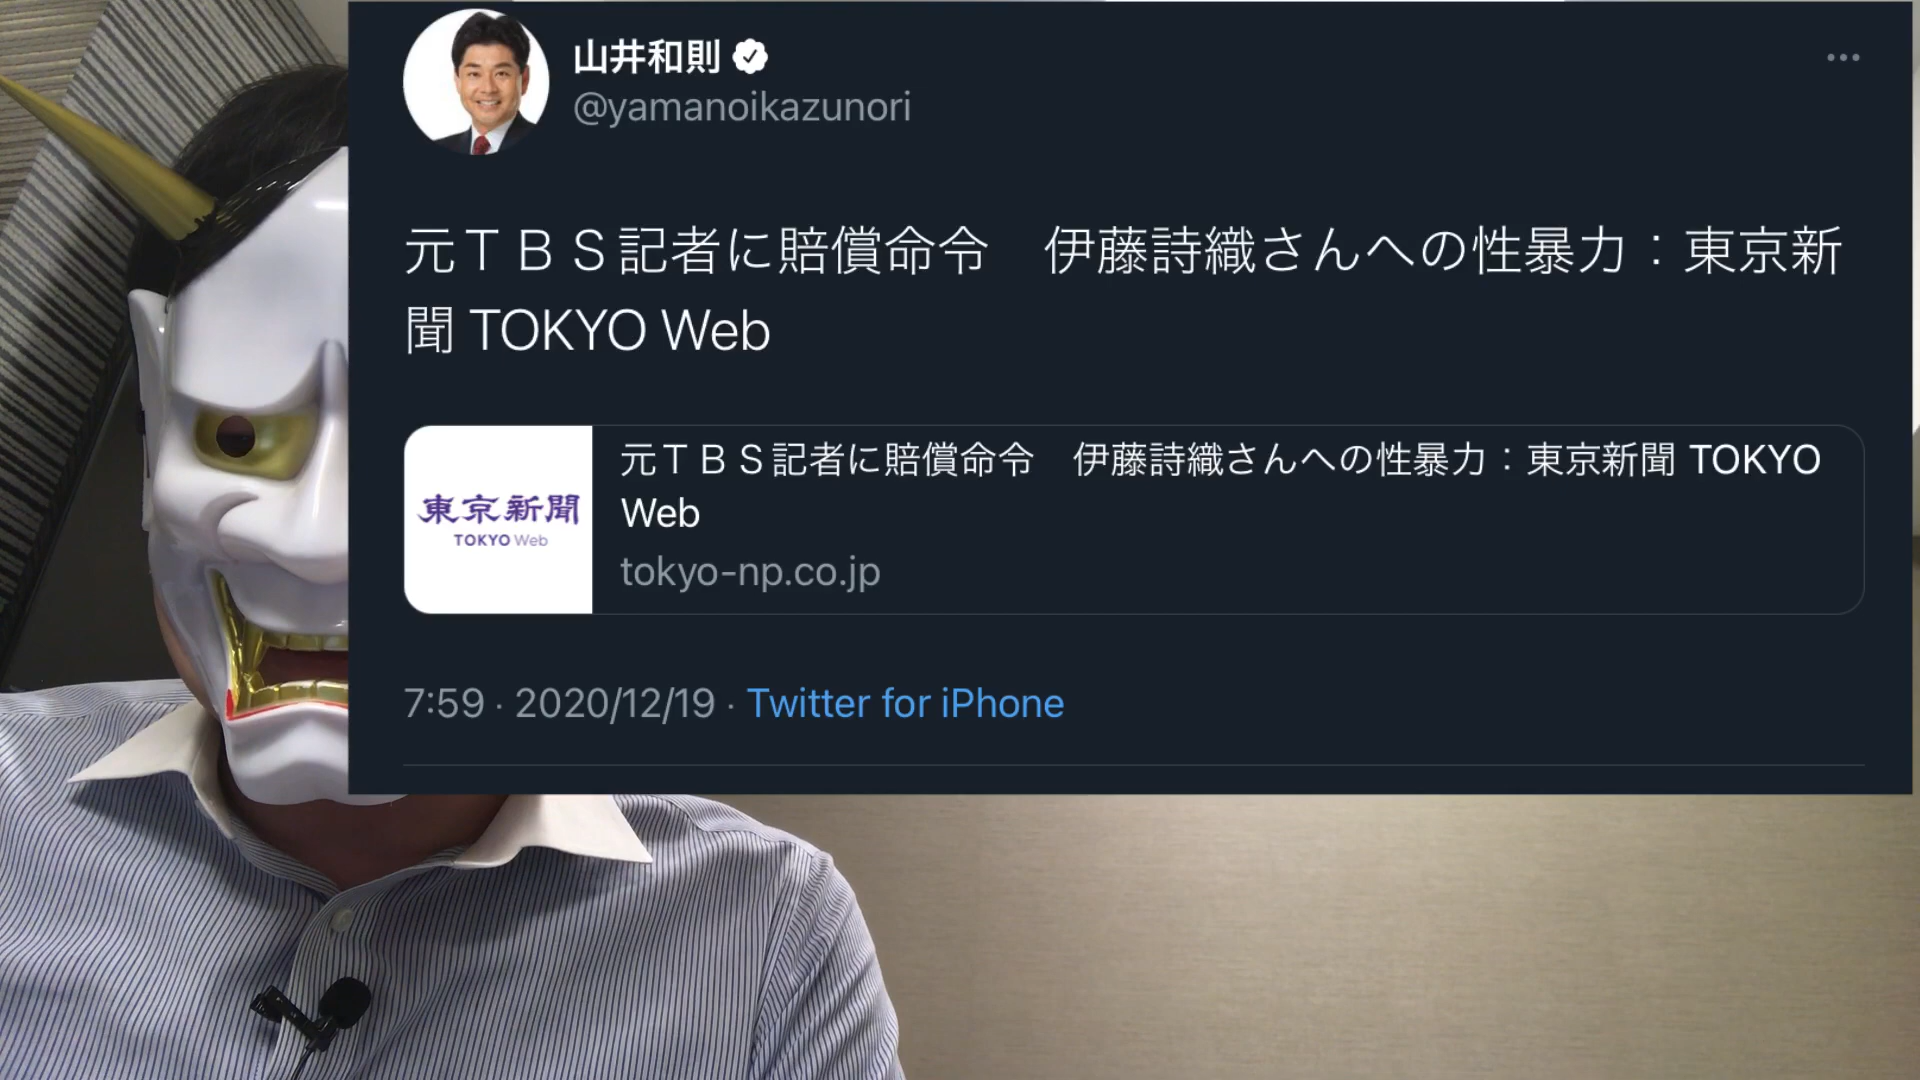 山井和則
@yamanoikazunori
元ＴＢＳ記者に賠償命令　伊藤詩織さんへの性暴力：東京新
聞 TOKYO Web
東京新聞
TOKYO Web
元ＴＢＳ記者に賠償命令　伊藤詩織さんへの性暴力：東京新聞 TOKYO
Web
tokyo-np.co.jp
7:59 · 2020/12/19 · Twitter for iPhone